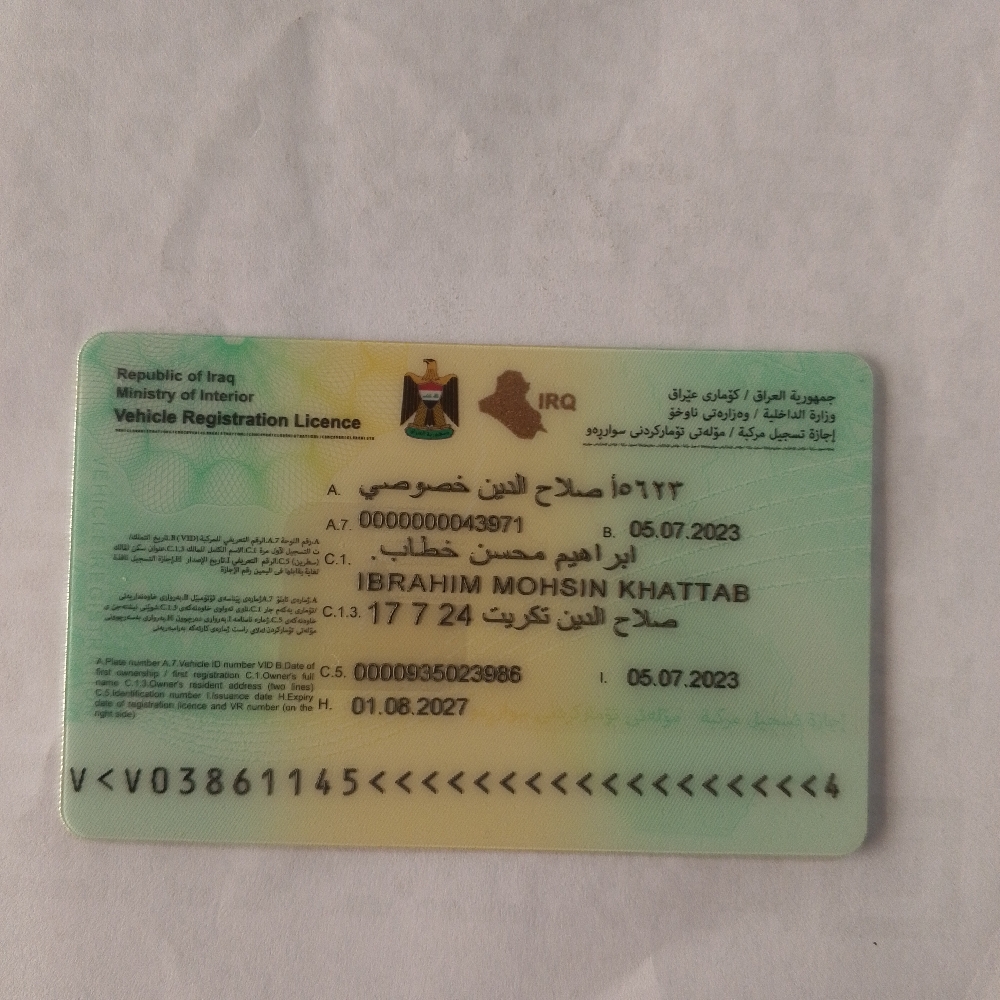 Republic of Iraq
Ministry of Interior
Vehicle Registration Licence
IRQ
جمهورية العراق / كۆماری عێراق
وزارة الداخلية / وەزارەتی ناوخۆ
إجازة تسجيل مركبة / مۆڵەتی تۆمارکردنی سوارڕەو
A. ٥٦٢٣أ صلاح الدين خصوصي
A.7. 0000000043971
B. 05.07.2023
C.1. ابراهيم محسن خطاب.
IBRAHIM MOHSIN KHATTAB
C.1.3. صلاح الدين تكريت 24 7 17
C.5. 0000935023986
I. 05.07.2023
H. 01.08.2027
A.Plate number A.7.Vehicle ID number VID B.Date of
first ownership / first registration C.1.Owner's full
name C.1.3.Owner's resident address (two lines)
C.5.Identification number I.Issuance date H.Expiry
date of registration licence and VR number (on the
right side)
V<V03861145<<<<<<<<<<<<<<<<<<<4